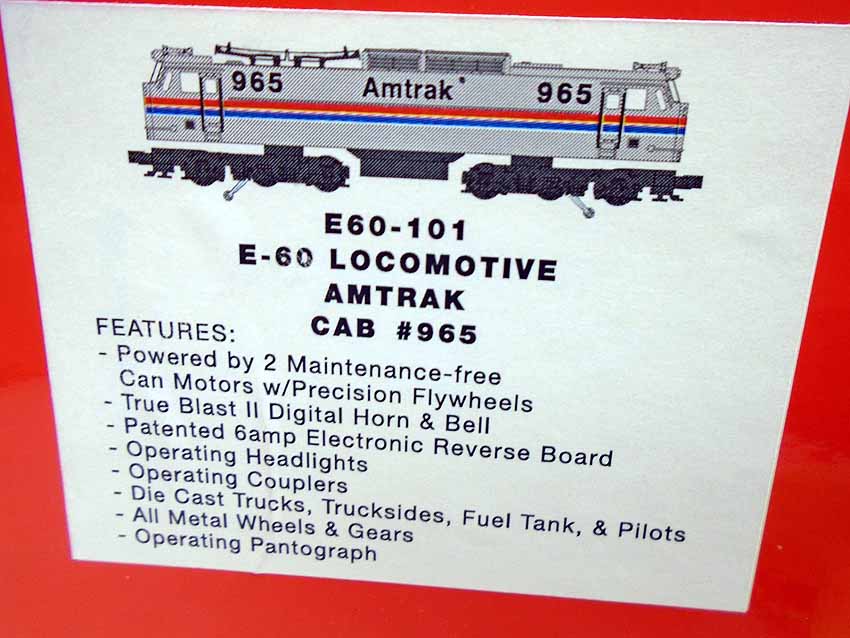 965 Amtrak 965
E60-101
E-60 LOCOMOTIVE
AMTRAK
CAB #965
FEATURES:
- Powered by 2 Maintenance-free
Can Motors w/Precision Flywheels
- True Blast II Digital Horn & Bell
- Patented 6amp Electronic Reverse Board
- Operating Headlights
- Operating Couplers
- Die Cast Trucks, Trucksides, Fuel Tank, & Pilots
- All Metal Wheels & Gears
- Operating Pantograph